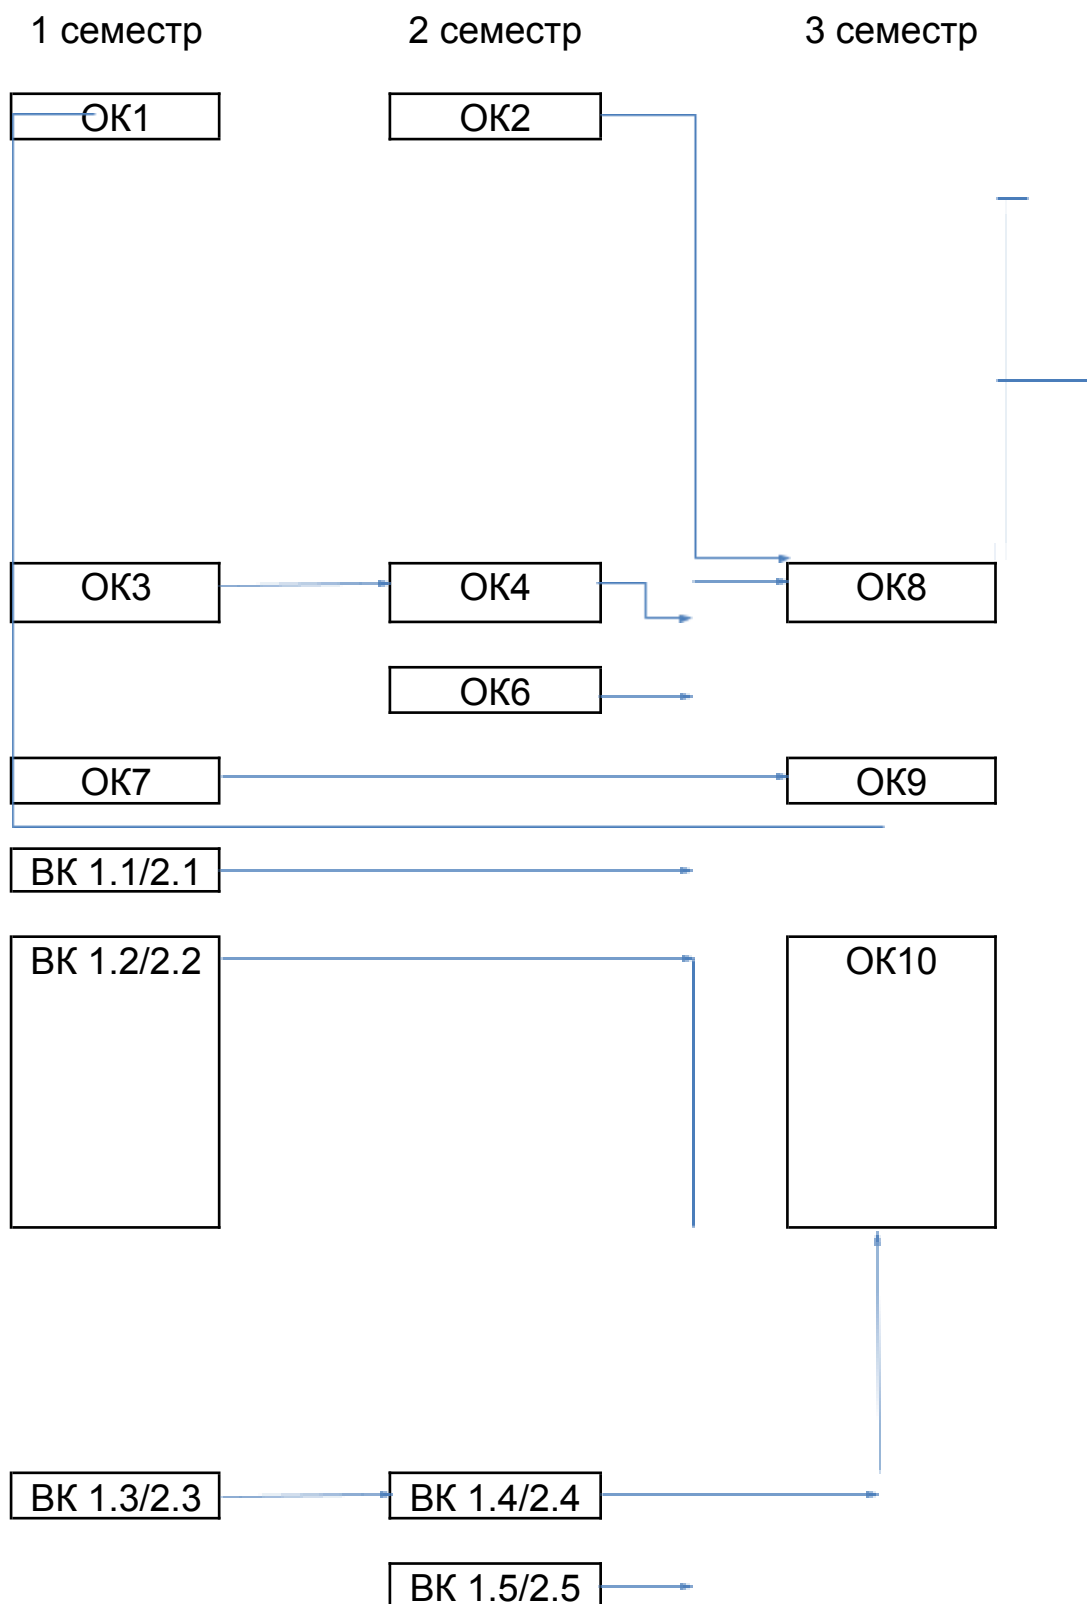 1 семестр 2 семестр 3 семестр
ОК1 ОК2
ОК3 ОК4 ОК8
ОК6
ОК7 ОК9
ВК 1.1/2.1
ВК 1.2/2.2 ОК10
ВК 1.3/2.3 ВК 1.4/2.4
ВК 1.5/2.5